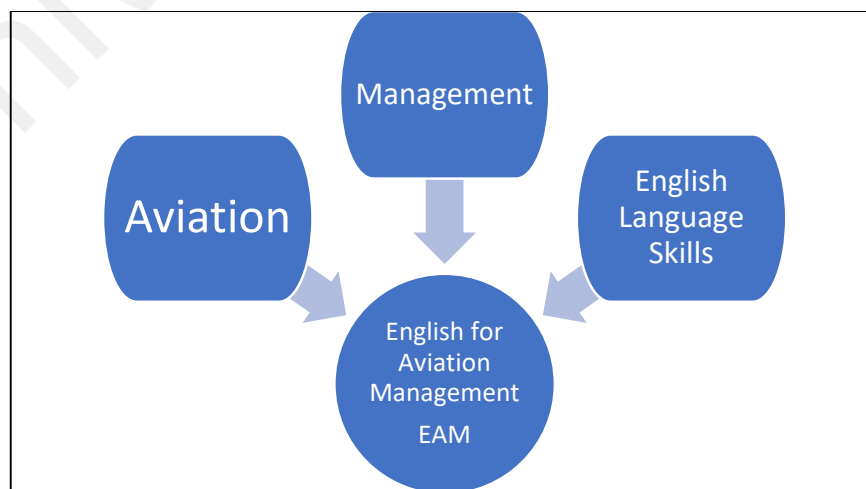 Management
Aviation
English
Language
Skills
English for
Aviation
Management
EAM